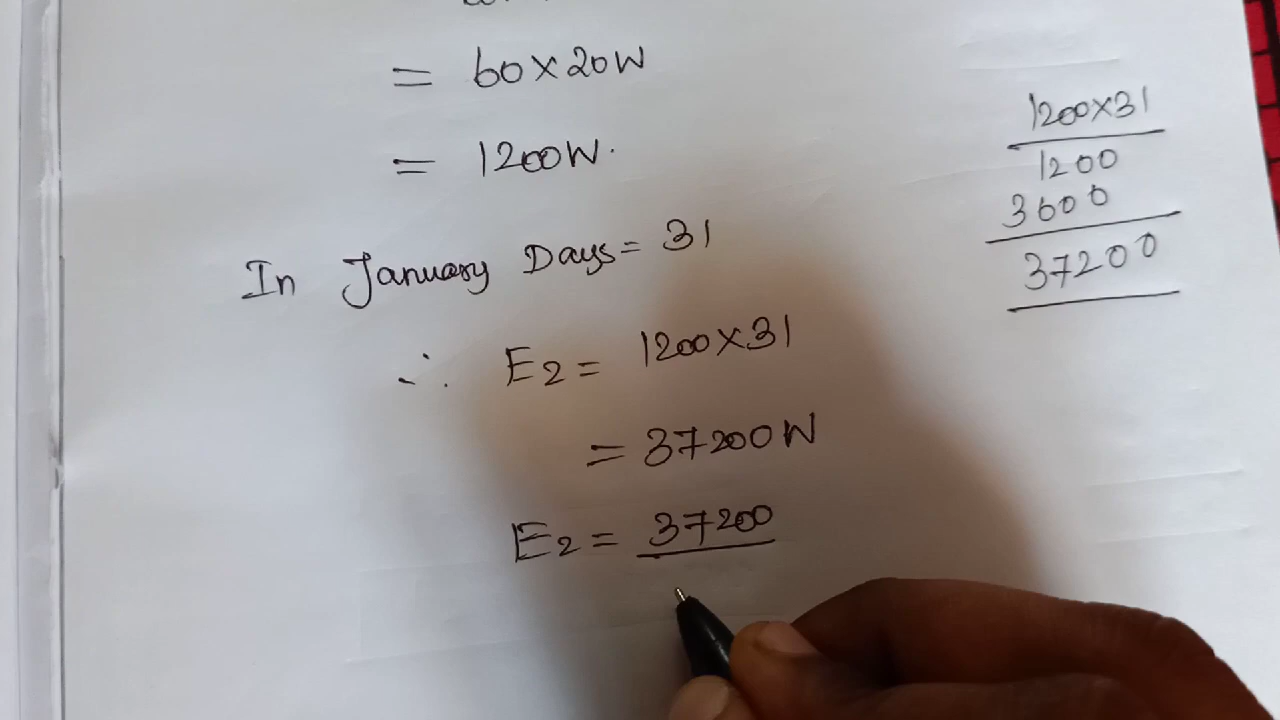 = 60×20W
= 1200W.
In January Days= 31
∴ E2= 1200×31
= 37200W
E2= 37200
1200×31
1200
3600
37200